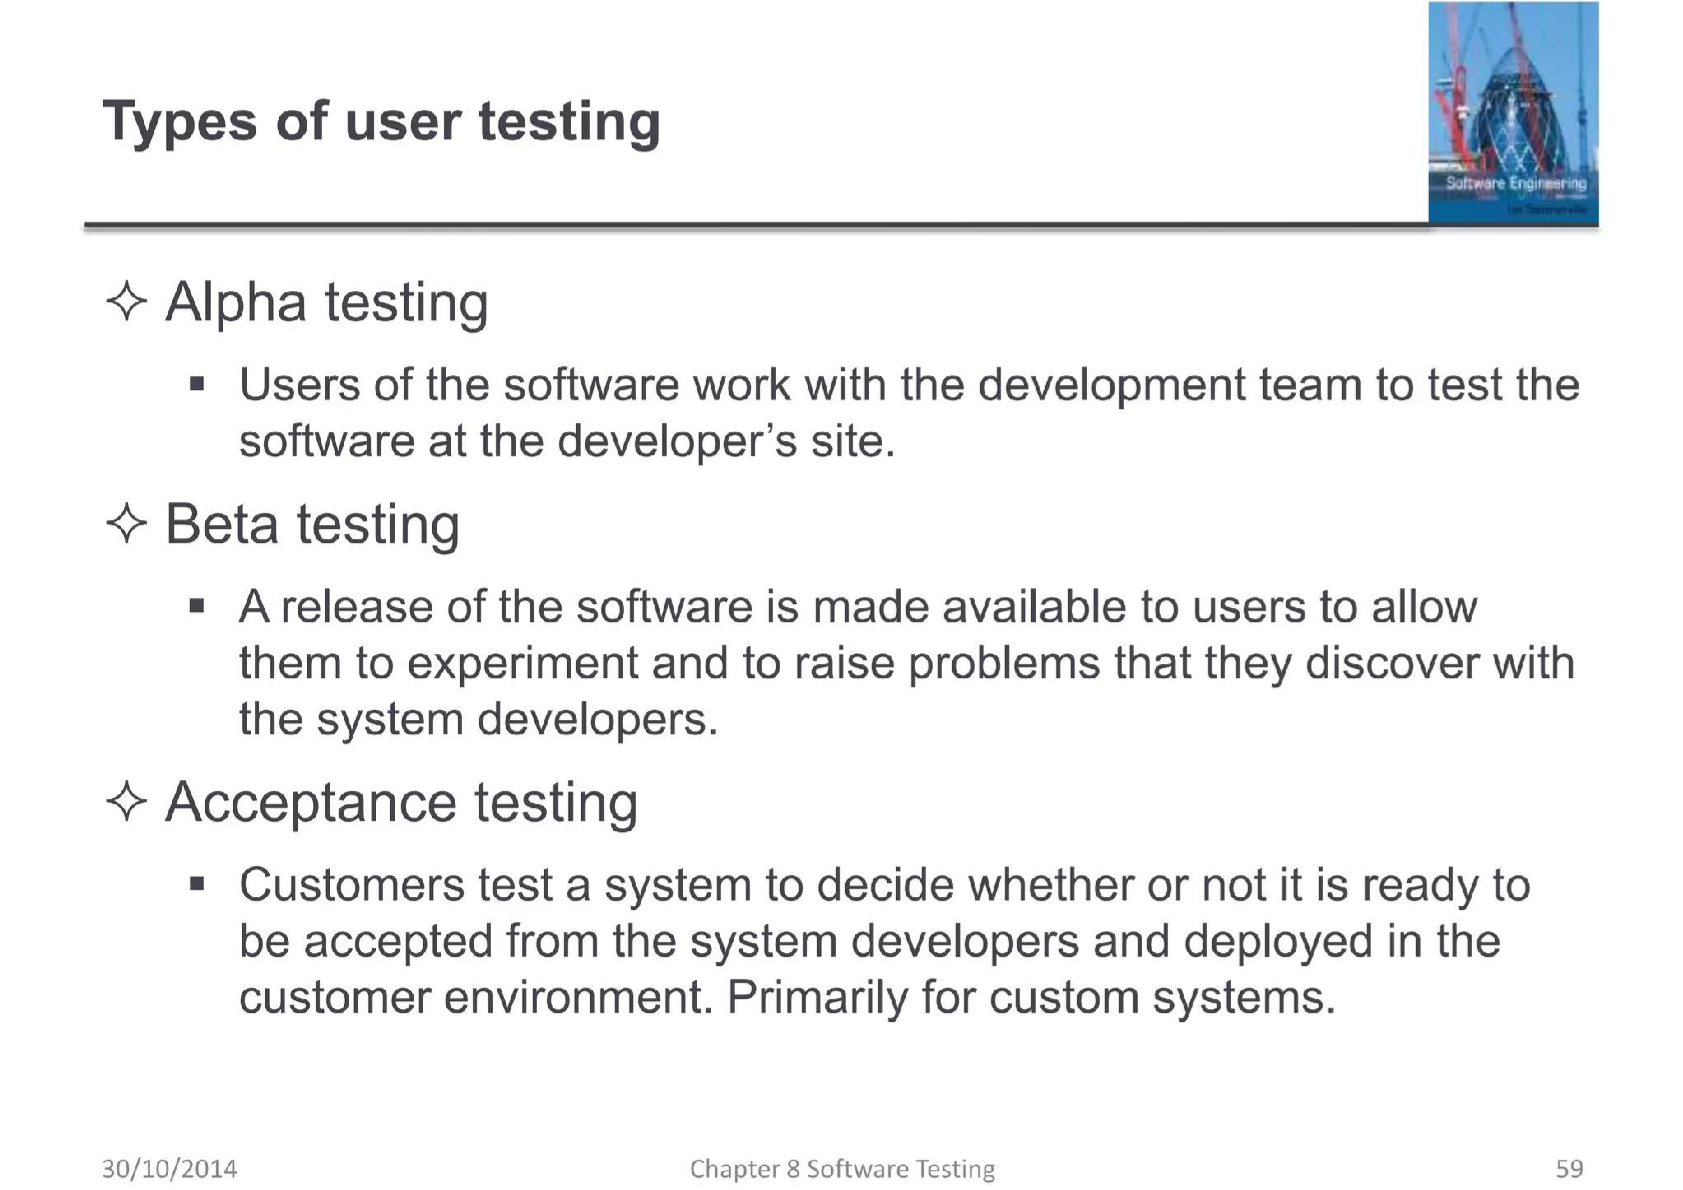 Types of user testing
Software Engineering
Ian Sommerville
✧ Alpha testing
▪ Users of the software work with the development team to test the
software at the developer’s site.
✧ Beta testing
▪ A release of the software is made available to users to allow
them to experiment and to raise problems that they discover with
the system developers.
✧ Acceptance testing
▪ Customers test a system to decide whether or not it is ready to
be accepted from the system developers and deployed in the
customer environment. Primarily for custom systems.
30/10/2014
Chapter 8 Software Testing
59